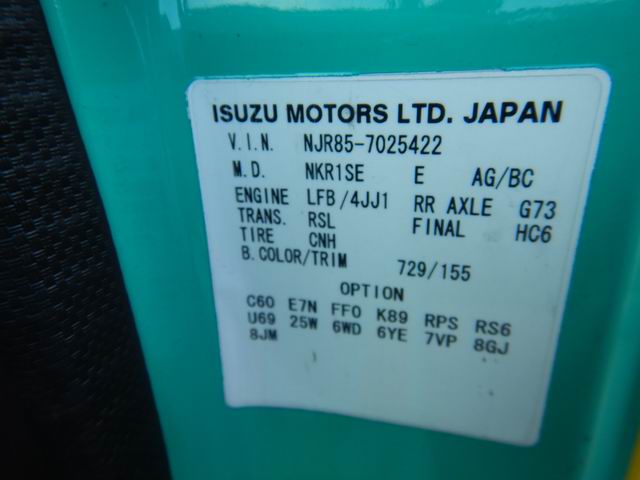 ISUZU MOTORS LTD. JAPAN
V.I.N. NJR85-7025422
M.D. NKR1SE E AG/BC
ENGINE LFB/4JJ1 RR AXLE G73
TRANS. RSL FINAL HC6
TIRE CNH
B.COLOR/TRIM 729/155
OPTION
C60 E7N FF0 K89 RPS RS6
U69 25W 6WD 6YE 7VP 8GJ
8JM